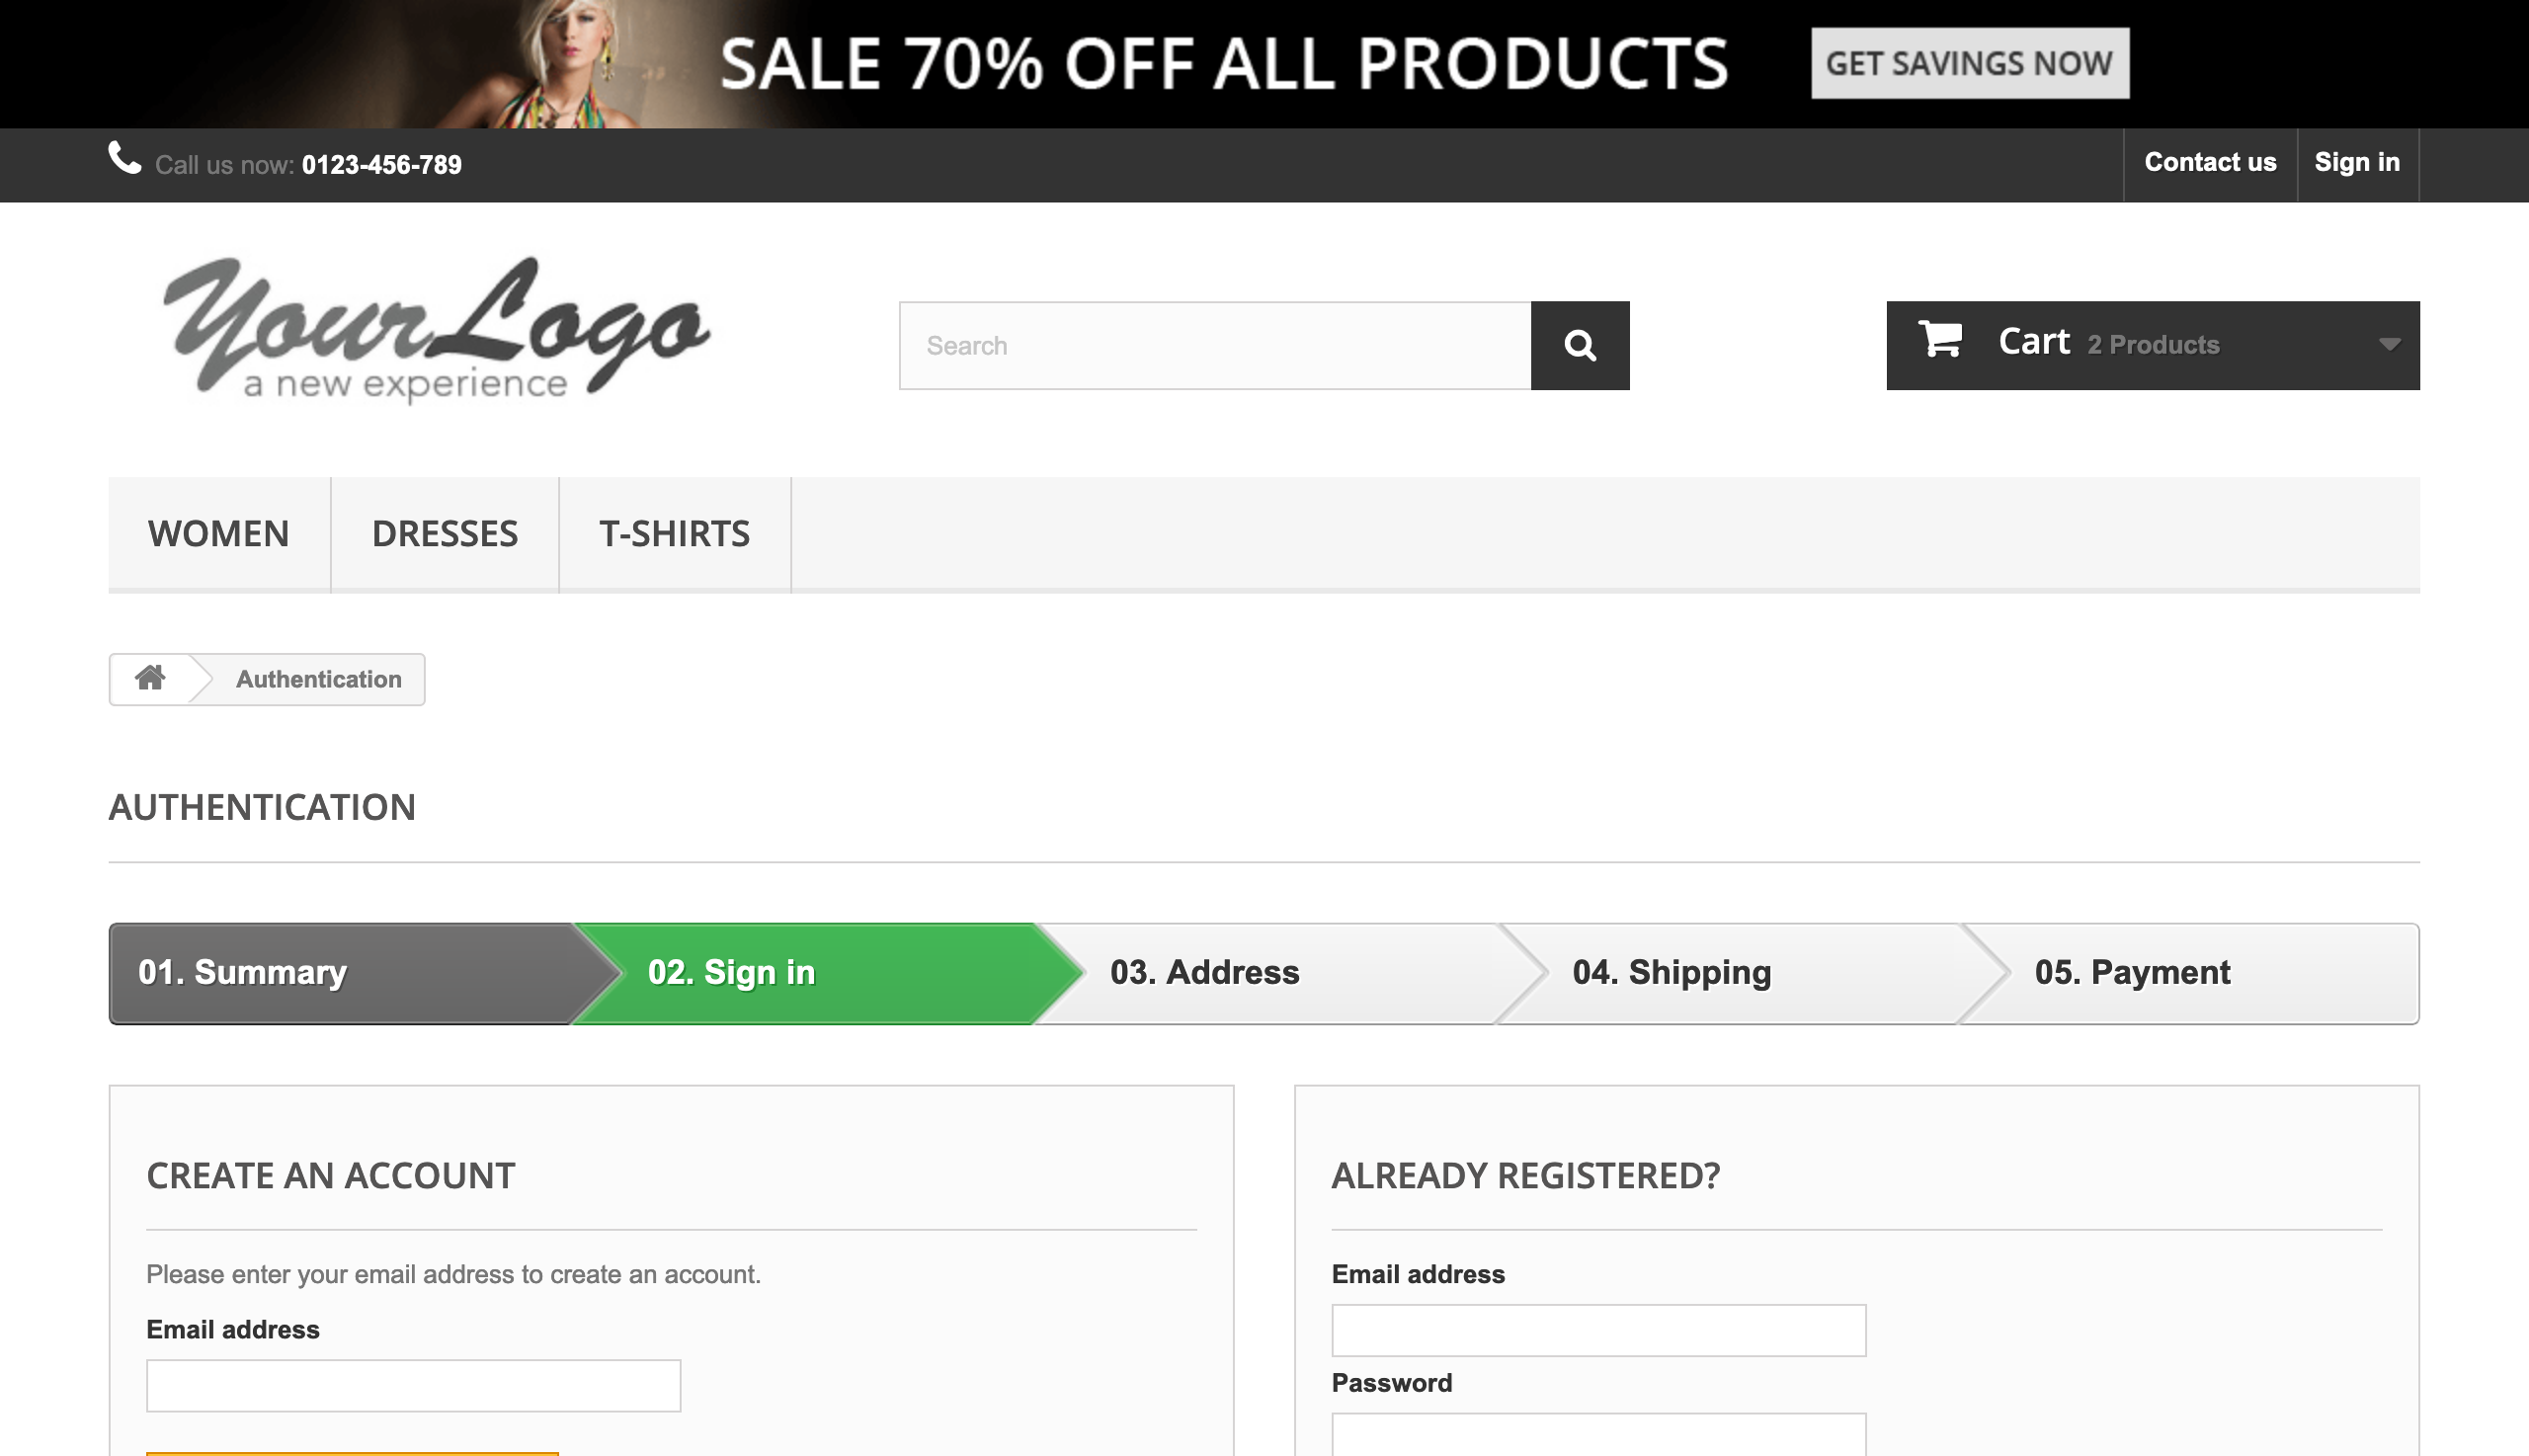 SALE 70% OFF ALL PRODUCTS GET SAVINGS NOW
Call us now: 0123-456-789 Contact us Sign in
YourLogo
a new experience
Search
Cart 2 Products
WOMEN DRESSES T-SHIRTS
Authentication
AUTHENTICATION
01. Summary 02. Sign in 03. Address 04. Shipping 05. Payment
CREATE AN ACCOUNT
Please enter your email address to create an account.
Email address
ALREADY REGISTERED?
Email address
Password